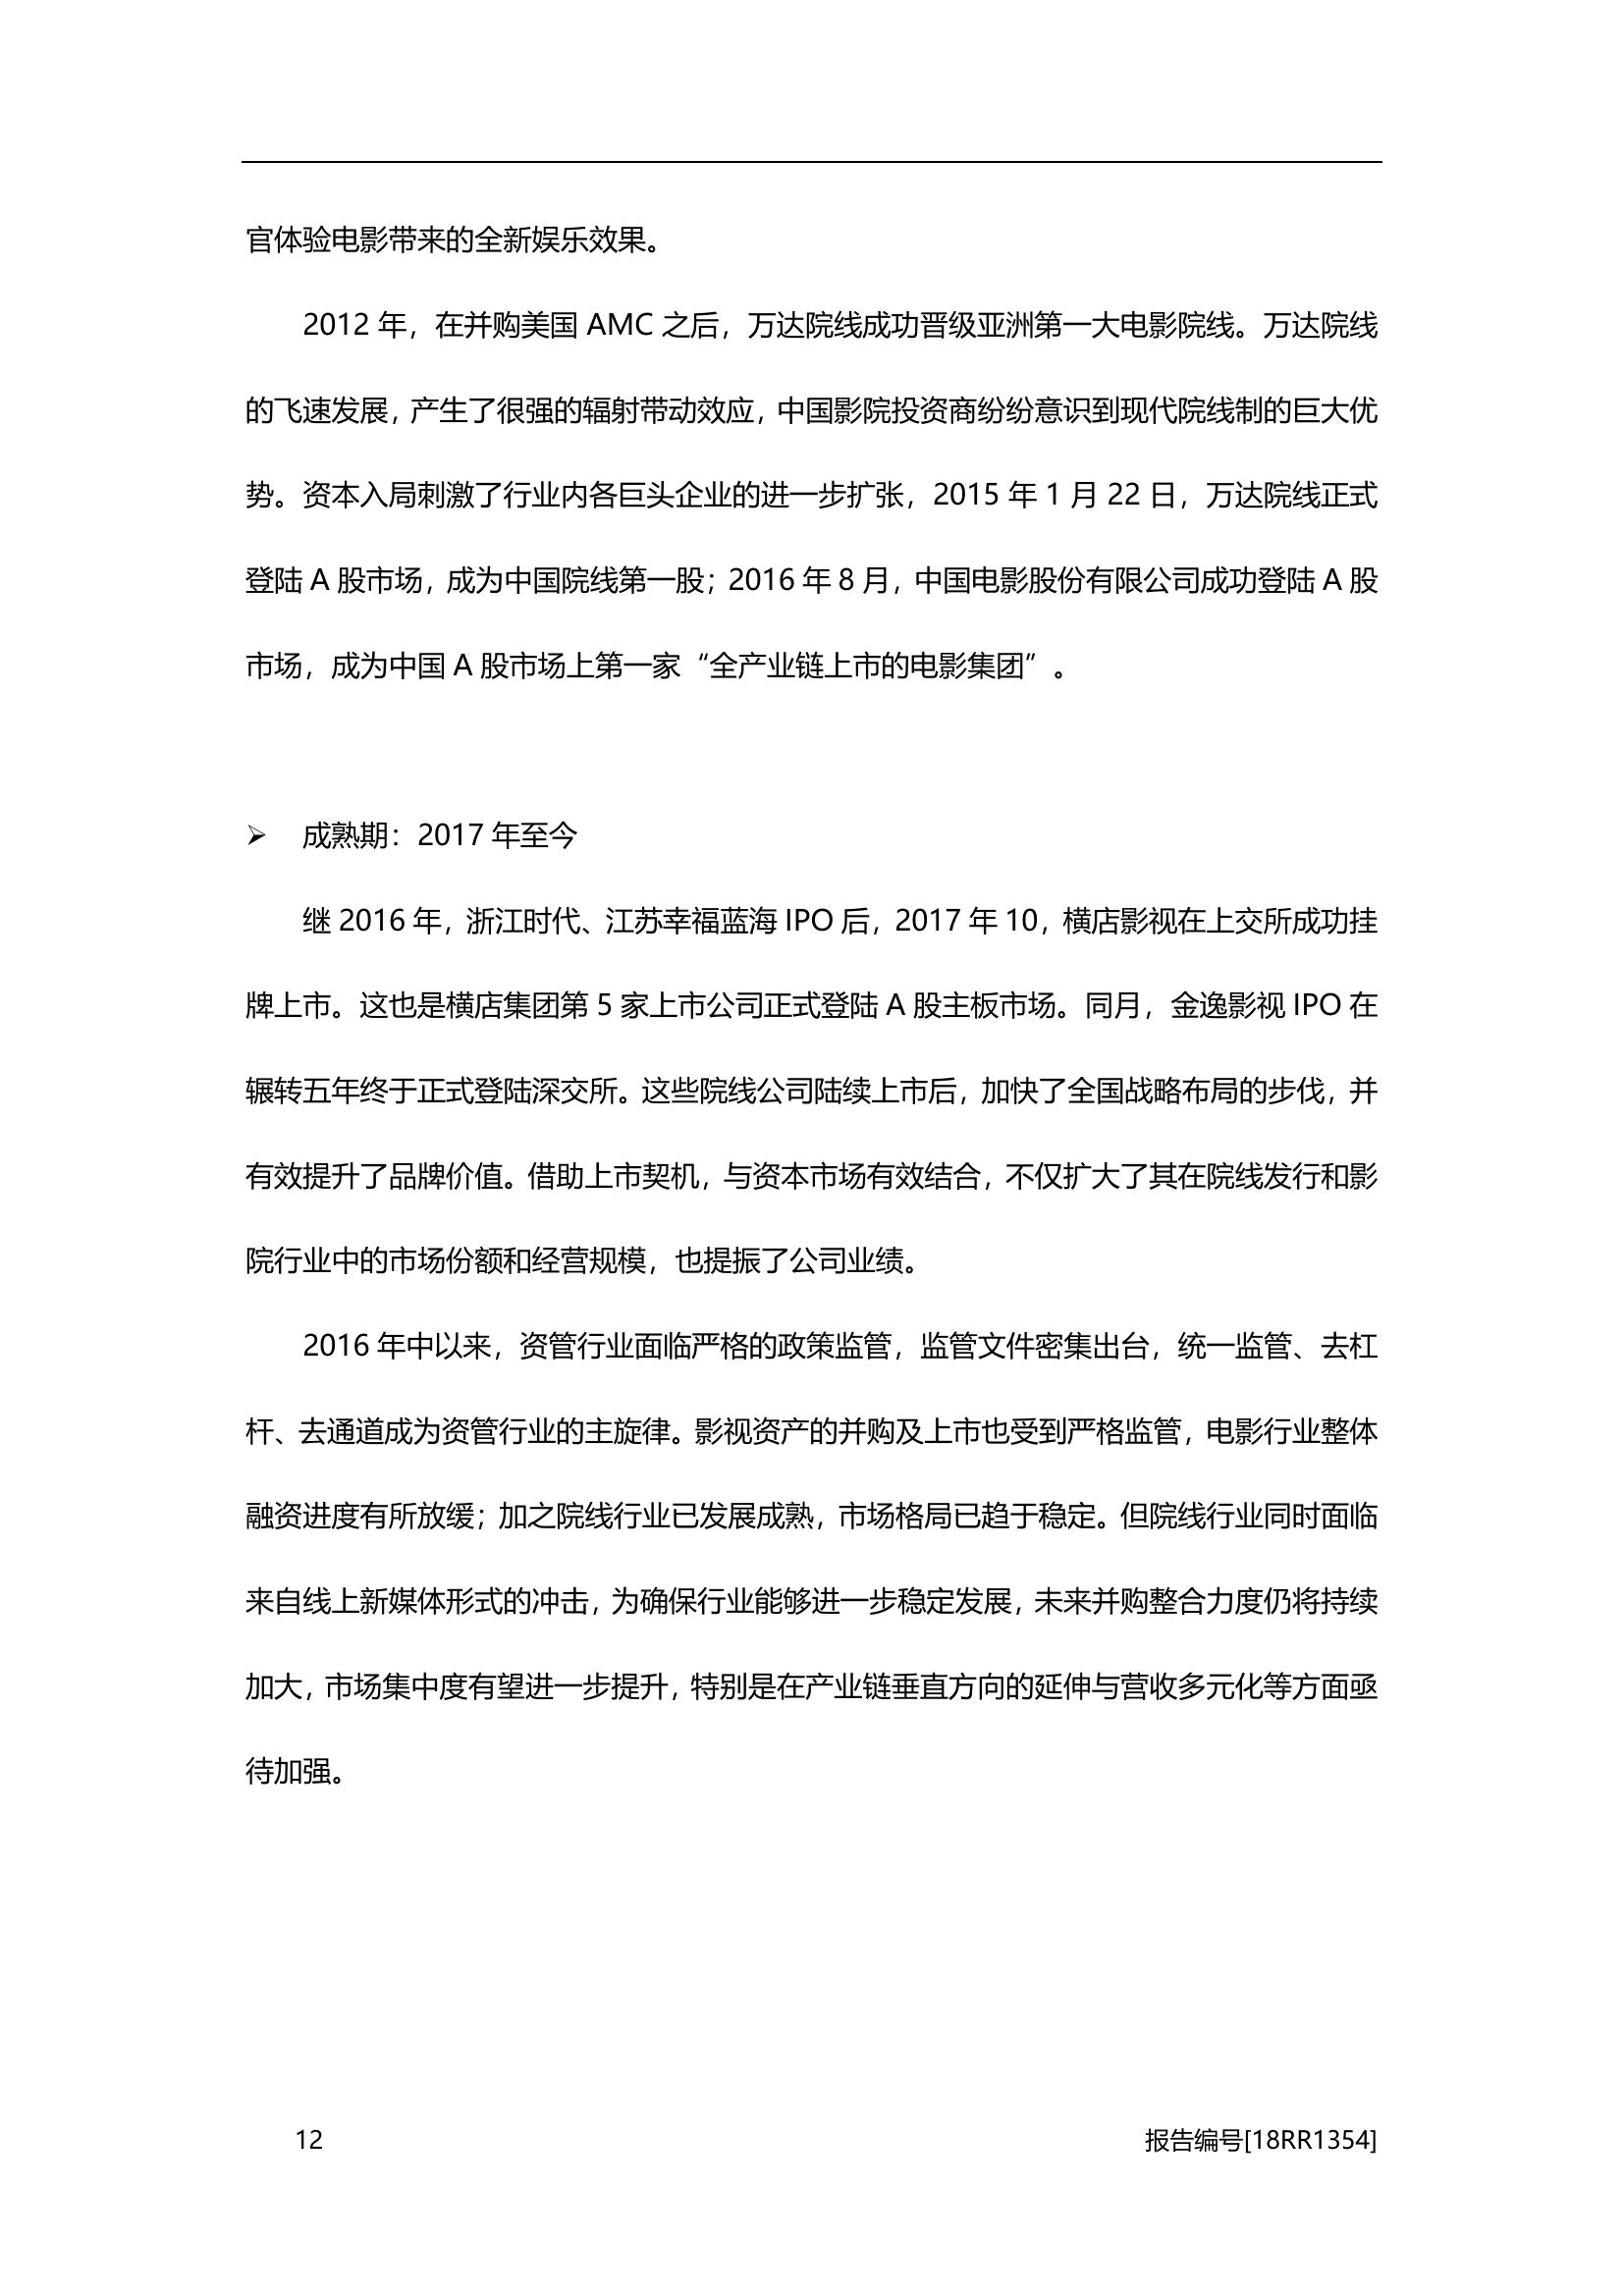 官体验电影带来的全新娱乐效果。
2012 年，在并购美国 AMC 之后，万达院线成功晋级亚洲第一大电影院线。万达院线
的飞速发展，产生了很强的辐射带动效应，中国影院投资商纷纷意识到现代院线制的巨大优
势。资本入局刺激了行业内各巨头企业的进一步扩张，2015 年 1 月 22 日，万达院线正式
登陆 A 股市场，成为中国院线第一股；2016 年 8 月，中国电影股份有限公司成功登陆 A 股
市场，成为中国 A 股市场上第一家“全产业链上市的电影集团”。
➢ 成熟期：2017 年至今
继 2016 年，浙江时代、江苏幸福蓝海 IPO 后，2017 年 10，横店影视在上交所成功挂
牌上市。这也是横店集团第 5 家上市公司正式登陆 A 股主板市场。同月，金逸影视 IPO 在
辗转五年终于正式登陆深交所。这些院线公司陆续上市后，加快了全国战略布局的步伐，并
有效提升了品牌价值。借助上市契机，与资本市场有效结合，不仅扩大了其在院线发行和影
院行业中的市场份额和经营规模，也提振了公司业绩。
2016 年中以来，资管行业面临严格的政策监管，监管文件密集出台，统一监管、去杠
杆、去通道成为资管行业的主旋律。影视资产的并购及上市也受到严格监管，电影行业整体
融资进度有所放缓；加之院线行业已发展成熟，市场格局已趋于稳定。但院线行业同时面临
来自线上新媒体形式的冲击，为确保行业能够进一步稳定发展，未来并购整合力度仍将持续
加大，市场集中度有望进一步提升，特别是在产业链垂直方向的延伸与营收多元化等方面亟
待加强。
12 报告编号[18RR1354]